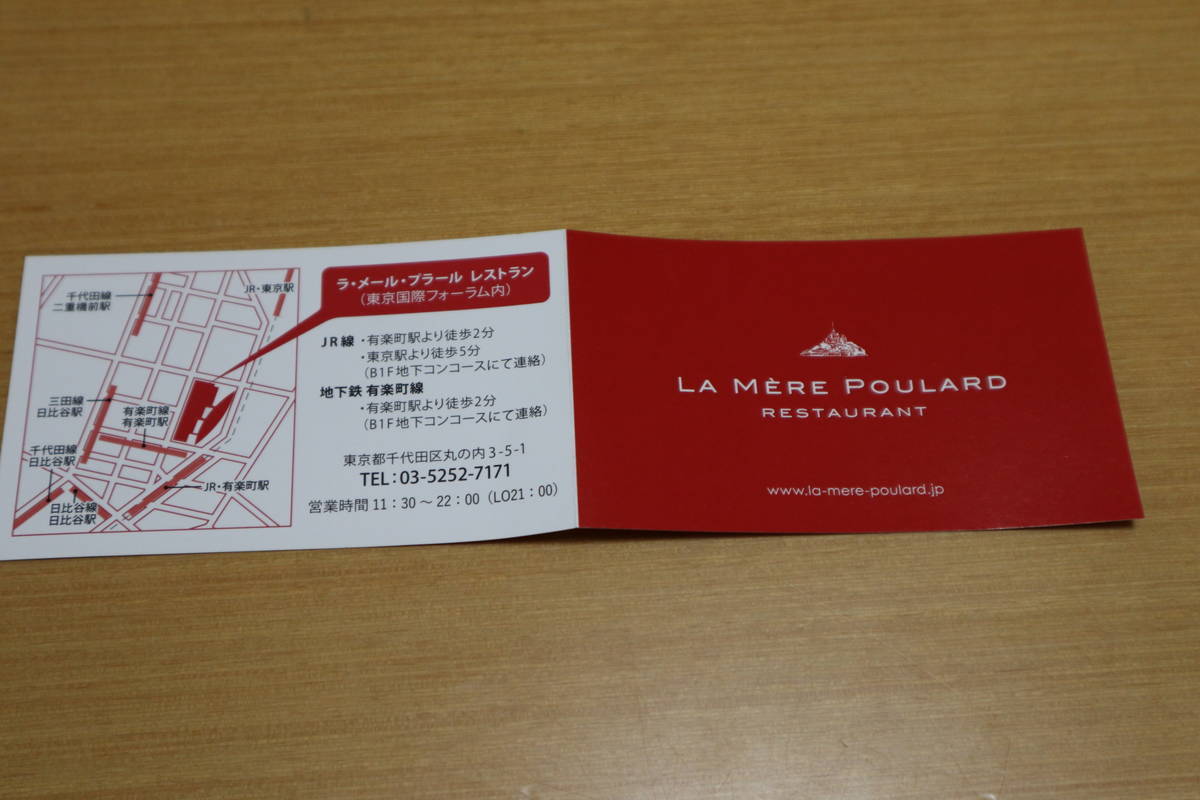 千代田線
二重橋前駅
JR・東京駅
三田線
日比谷駅
有楽町線
有楽町駅
千代田線
日比谷駅
日比谷線
日比谷駅
JR・有楽町駅
ラ・メール・プラール レストラン
(東京国際フォーラム内)
JR線 ・有楽町駅より徒歩2分
・東京駅より徒歩5分
(B1F地下コンコースにて連絡)
地下鉄 有楽町線
・有楽町駅より徒歩2分
(B1F地下コンコースにて連絡)
東京都千代田区丸の内3-5-1
TEL:03-5252-7171
営業時間 11:30〜22:00(LO21:00)
LA MÈRE POULARD
RESTAURANT
www.la-mere-poulard.jp